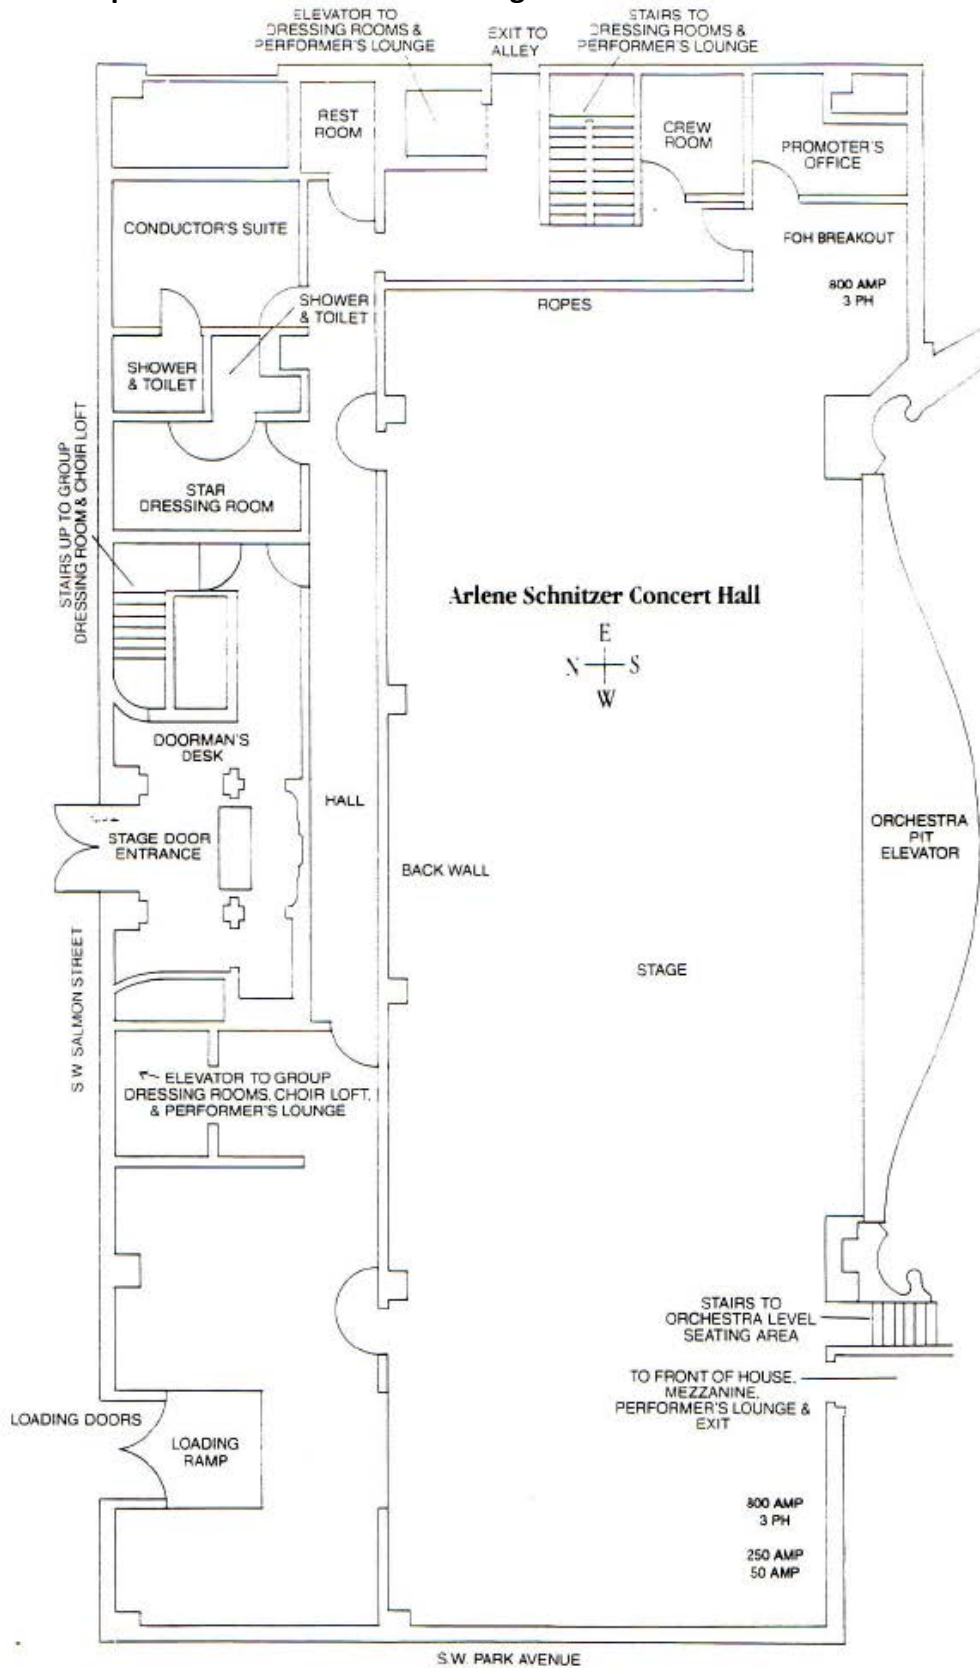 ELEVATOR TO
DRESSING ROOMS &
PERFORMER'S LOUNGE
EXIT TO
ALLEY
STAIRS TO
DRESSING ROOMS &
PERFORMER'S LOUNGE
REST
ROOM
CREW
ROOM
PROMOTER'S
OFFICE
CONDUCTOR'S SUITE
FOH BREAKOUT
800 AMP
3 PH
SHOWER
& TOILET
ROPES
SHOWER
& TOILET
STAIRS UP TO GROUP
DRESSING ROOM & CHOIR LOFT
STAR
DRESSING ROOM
Arlene Schnitzer Concert Hall
E
N S
W
DOORMAN'S
DESK
HALL
STAGE DOOR
ENTRANCE
BACK WALL
ORCHESTRA
PIT
ELEVATOR
STAGE
S W SALMON STREET
ELEVATOR TO GROUP
DRESSING ROOMS, CHOIR LOFT,
& PERFORMER'S LOUNGE
STAIRS TO
ORCHESTRA LEVEL
SEATING AREA
TO FRONT OF HOUSE,
MEZZANINE,
PERFORMER'S LOUNGE &
EXIT
LOADING DOORS
LOADING
RAMP
800 AMP
3 PH
250 AMP
50 AMP
S.W. PARK AVENUE